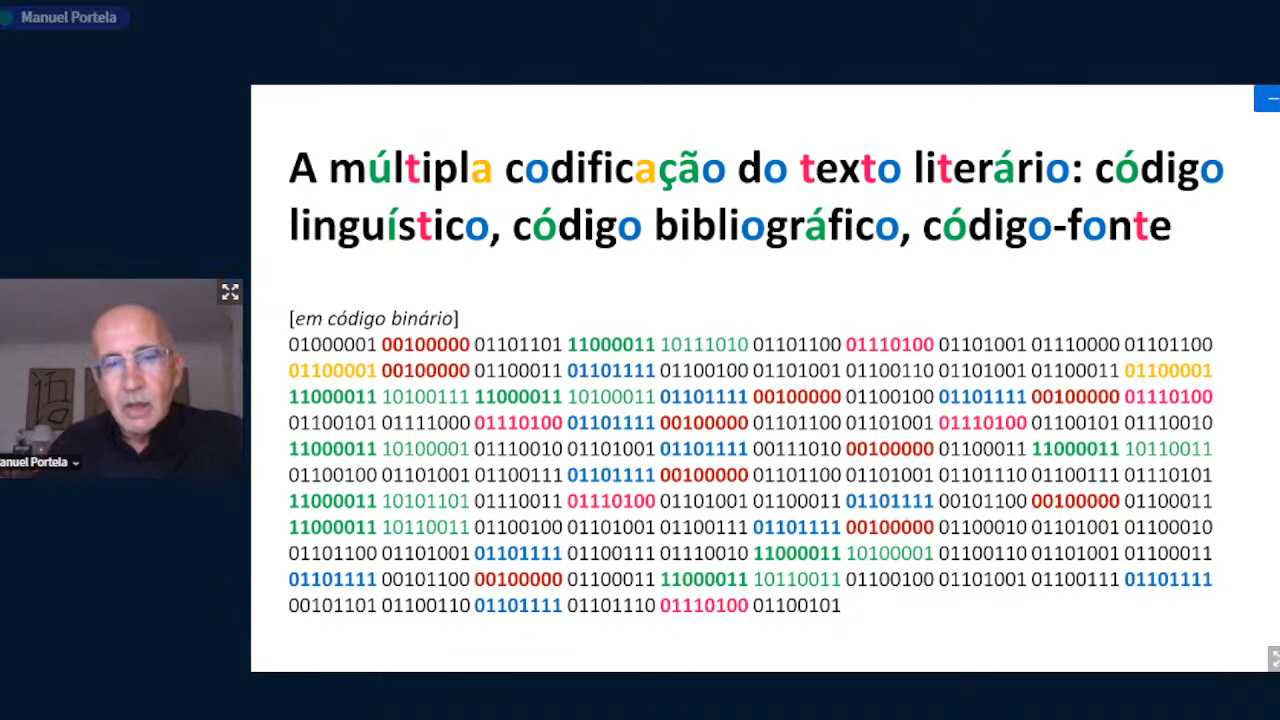 Manuel Portela
A múltipla codificação do texto literário: código
linguístico, código bibliográfico, código-fonte
[em código binário]
01000001 00100000 01101101 11000011 10111010 01101100 01110100 01101001 01110000 01101100
01100001 00100000 01100011 01101111 01100100 01101001 01100110 01101001 01100011 01100001
11000011 10100111 11000011 10100011 01101111 00100000 01100100 01101111 00100000 01110100
01100101 01111000 01110100 01101111 00100000 01101100 01101001 01110100 01100101 01110010
11000011 10100001 01110010 01101001 01101111 00111010 00100000 01100011 11000011 10110011
01100100 01101001 01100111 01101111 00100000 01101100 01101001 01101110 01100111 01110101
11000011 10101101 01110011 01110100 01101001 01100011 01101111 00101100 00100000 01100011
11000011 10110011 01100100 01101001 01100111 01101111 00100000 01100010 01101001 01100010
01101100 01101001 01101111 01100111 01110010 11000011 10100001 01100110 01101001 01100011
01101111 00101100 00100000 01100011 11000011 10110011 01100100 01101001 01100111 01101111
00101101 01100110 01101111 01101110 01110100 01100101
anuel Portela